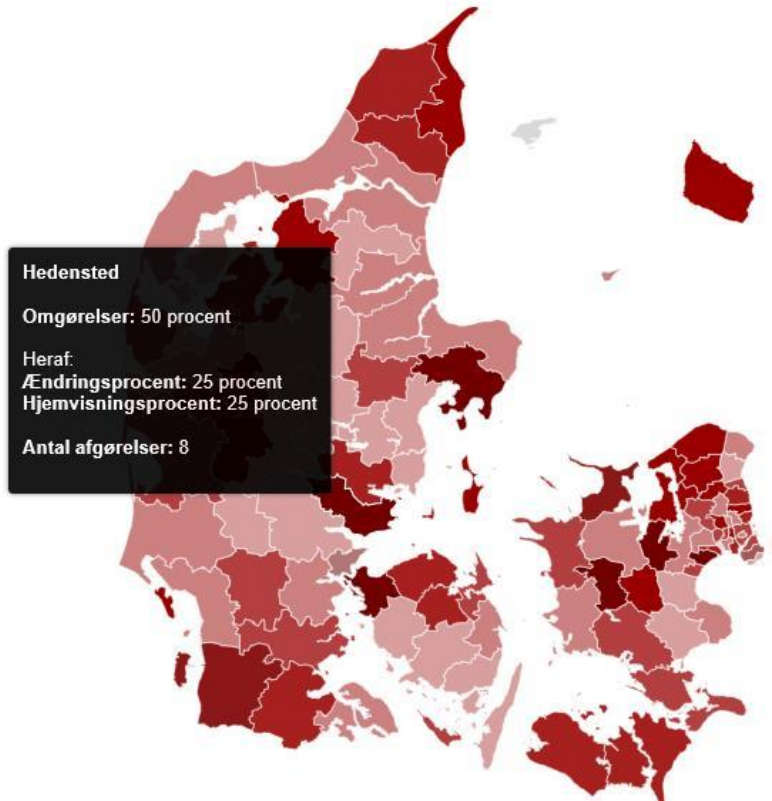 Hedensted
Omgørelser: 50 procent
Heraf:
Ændringsprocent: 25 procent
Hjemvisningsprocent: 25 procent
Antal afgørelser: 8